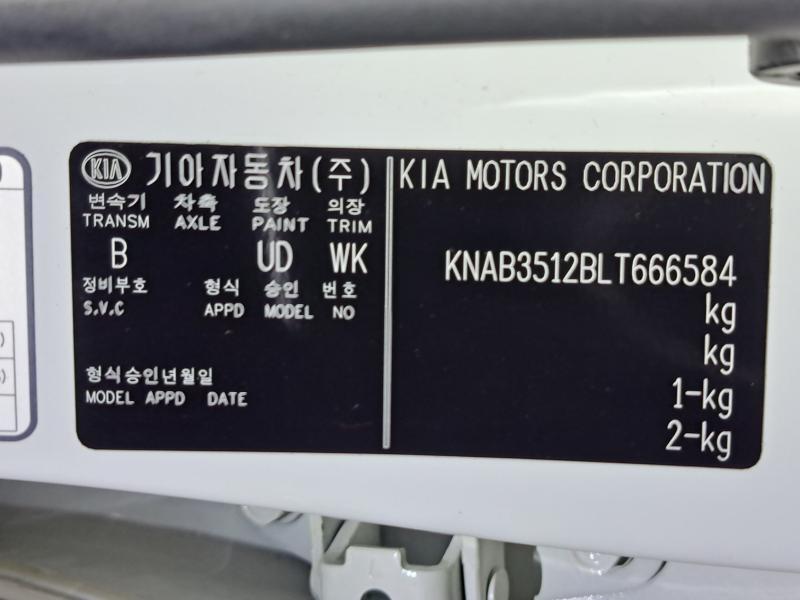 KIA 기아자동차(주)
변속기 차축 도장 의장
TRANSM AXLE PAINT TRIM
B UD WK
정비부호 형식 승인 번호
S.V.C APPD MODEL NO
형식승인년월일
MODEL APPD DATE
KIA MOTORS CORPORATION
KNAB3512BLT666584
kg
kg
1-kg
2-kg